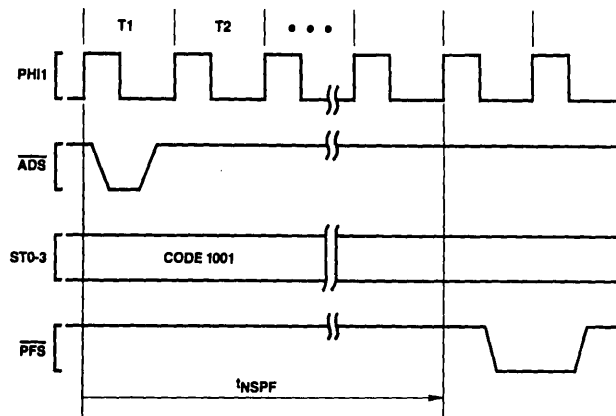 T1 T2 • • •
PHI1
ADS
ST0-3 CODE 1001
PFS
tNSPF